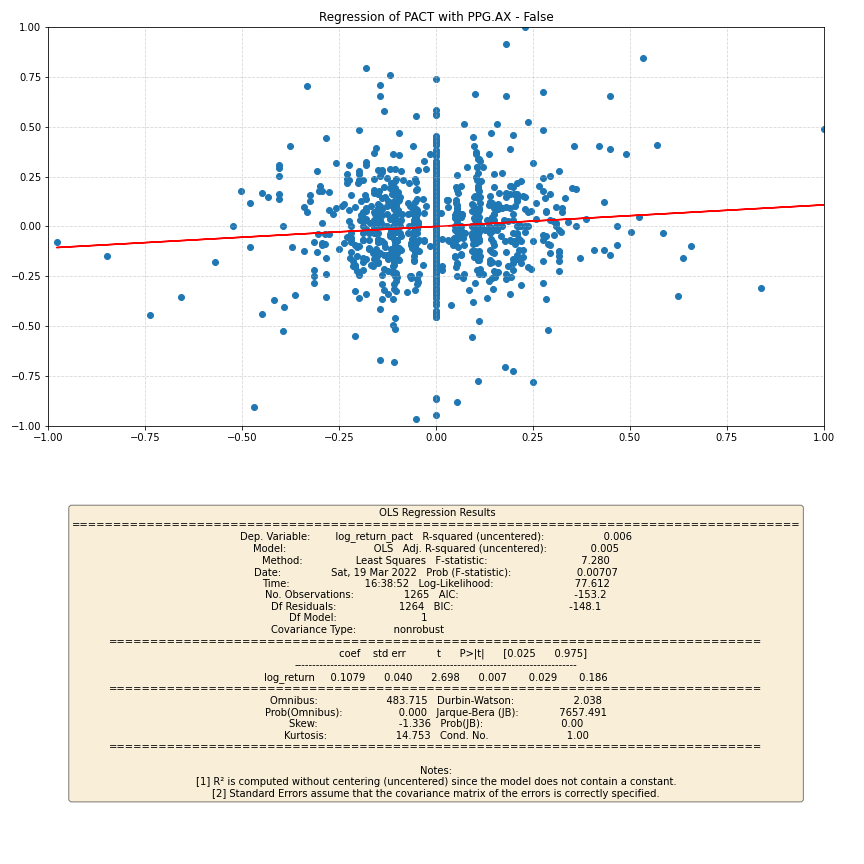 Regression of PACT with PPG.AX - False
1.00
0.75
0.50
0.25
0.00
−0.25
−0.50
−0.75
−1.00
−1.00 −0.75 −0.50 −0.25 0.00 0.25 0.50 0.75 1.00
OLS Regression Results
==============================================================================
Dep. Variable: log_return_pact R-squared (uncentered): 0.006
Model: OLS Adj. R-squared (uncentered): 0.005
Method: Least Squares F-statistic: 7.280
Date: Sat, 19 Mar 2022 Prob (F-statistic): 0.00707
Time: 16:38:52 Log-Likelihood: 77.612
No. Observations: 1265 AIC: -153.2
Df Residuals: 1264 BIC: -148.1
Df Model: 1
Covariance Type: nonrobust
==============================================================================
coef std err t P>|t| [0.025 0.975]
------------------------------------------------------------------------------
log_return 0.1079 0.040 2.698 0.007 0.029 0.186
==============================================================================
Omnibus: 483.715 Durbin-Watson: 2.038
Prob(Omnibus): 0.000 Jarque-Bera (JB): 7657.491
Skew: -1.336 Prob(JB): 0.00
Kurtosis: 14.753 Cond. No. 1.00
==============================================================================
Notes:
[1] R² is computed without centering (uncentered) since the model does not contain a constant.
[2] Standard Errors assume that the covariance matrix of the errors is correctly specified.